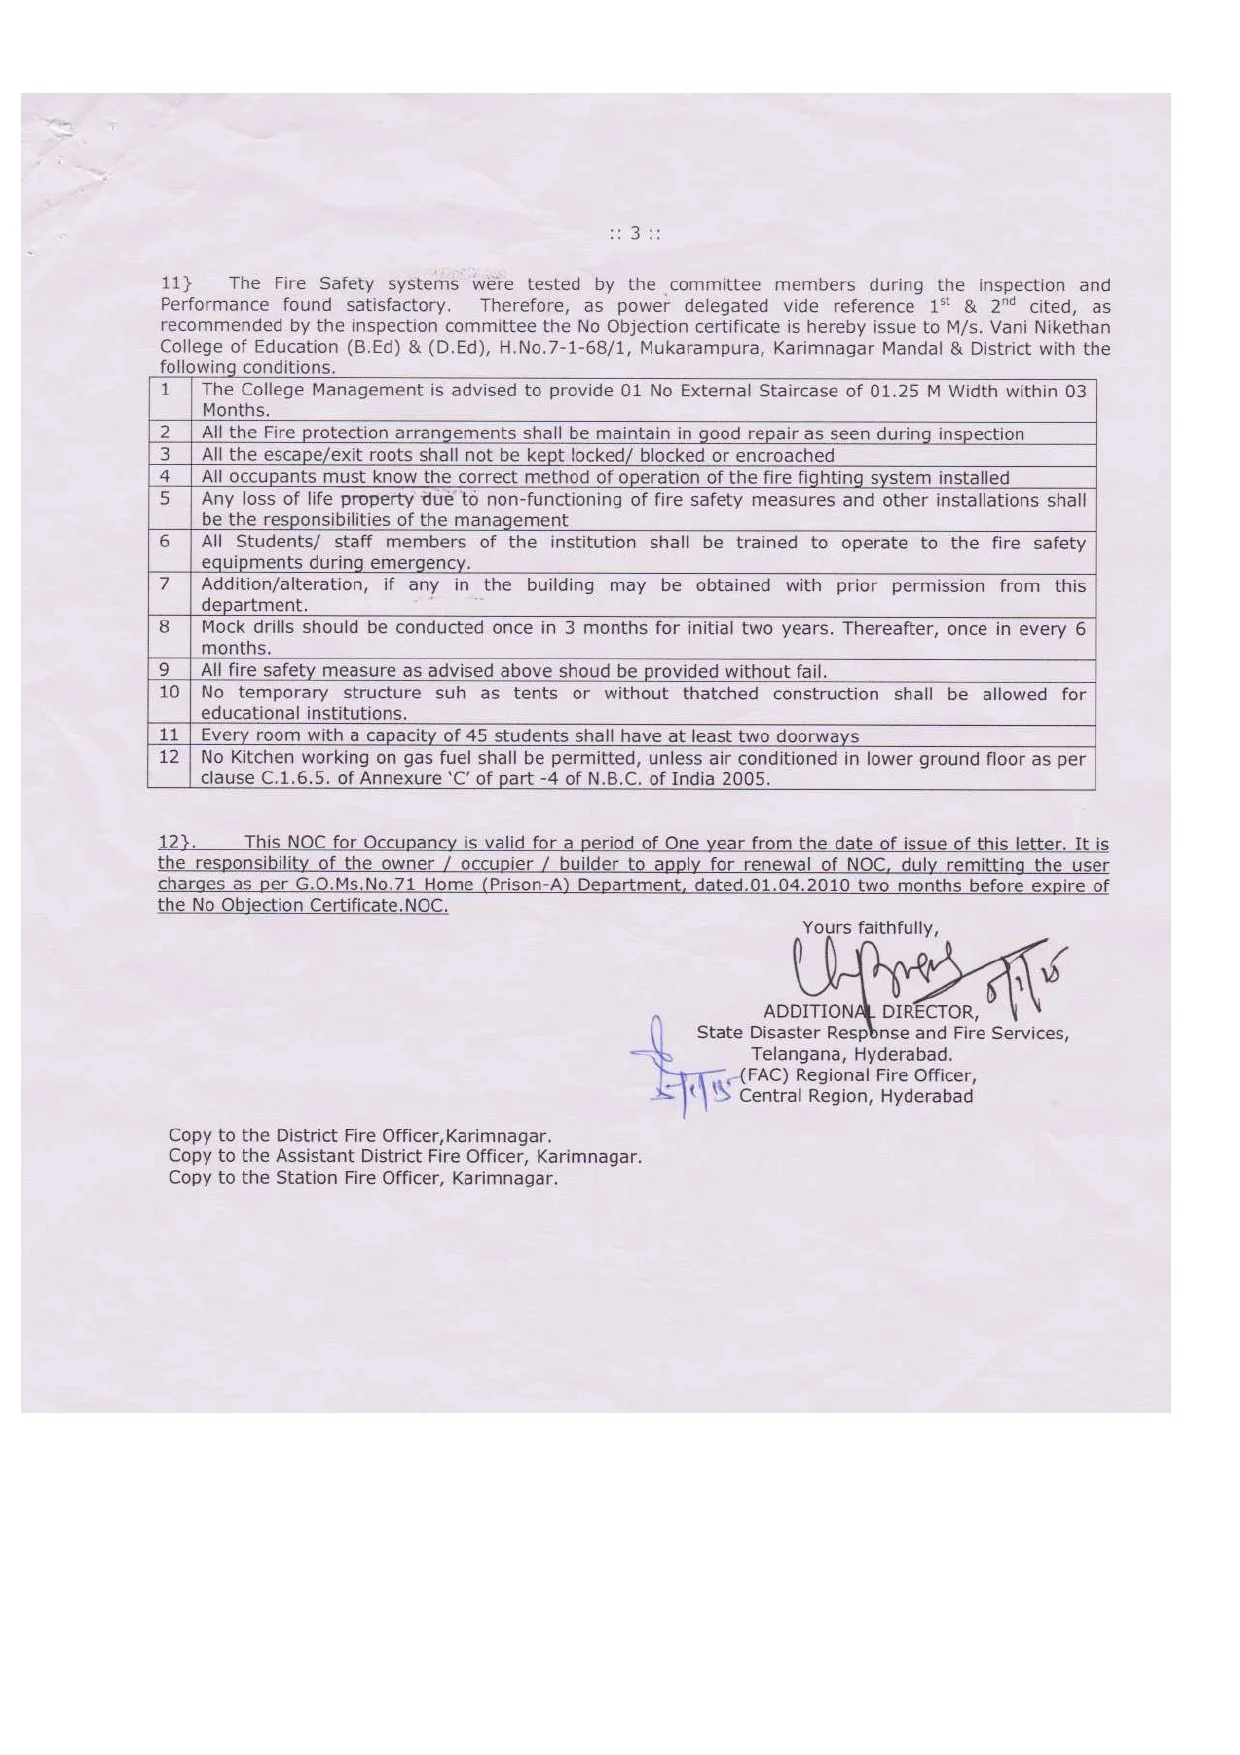 :: 3 ::
11} The Fire Safety systems were tested by the committee members during the inspection and
Performance found satisfactory. Therefore, as power delegated vide reference 1st & 2nd cited, as
recommended by the inspection committee the No Objection certificate is hereby issue to M/s. Vani Nikethan
College of Education (B.Ed) & (D.Ed), H.No.7-1-68/1, Mukarampura, Karimnagar Mandal & District with the
following conditions.
1 The College Management is advised to provide 01 No External Staircase of 01.25 M Width within 03
Months.
2 All the Fire protection arrangements shall be maintain in good repair as seen during inspection
3 All the escape/exit roots shall not be kept locked/ blocked or encroached
4 All occupants must know the correct method of operation of the fire fighting system installed
5 Any loss of life property due to non-functioning of fire safety measures and other installations shall
be the responsibilities of the management
6 All Students/ staff members of the institution shall be trained to operate to the fire safety
equipments during emergency.
7 Addition/alteration, if any in the building may be obtained with prior permission from this
department.
8 Mock drills should be conducted once in 3 months for initial two years. Thereafter, once in every 6
months.
9 All fire safety measure as advised above shoud be provided without fail.
10 No temporary structure suh as tents or without thatched construction shall be allowed for
educational institutions.
11 Every room with a capacity of 45 students shall have at least two doorways
12 No Kitchen working on gas fuel shall be permitted, unless air conditioned in lower ground floor as per
clause C.1.6.5. of Annexure 'C' of part -4 of N.B.C. of India 2005.
12}. This NOC for Occupancy is valid for a period of One year from the date of issue of this letter. It is
the responsibility of the owner / occupier / builder to apply for renewal of NOC, duly remitting the user
charges as per G.O.Ms.No.71 Home (Prison-A) Department, dated.01.04.2010 two months before expire of
the No Objection Certificate.NOC.
Yours faithfully,
ADDITIONAL DIRECTOR,
State Disaster Response and Fire Services,
Telangana, Hyderabad.
(FAC) Regional Fire Officer,
Central Region, Hyderabad
Copy to the District Fire Officer,Karimnagar.
Copy to the Assistant District Fire Officer, Karimnagar.
Copy to the Station Fire Officer, Karimnagar.